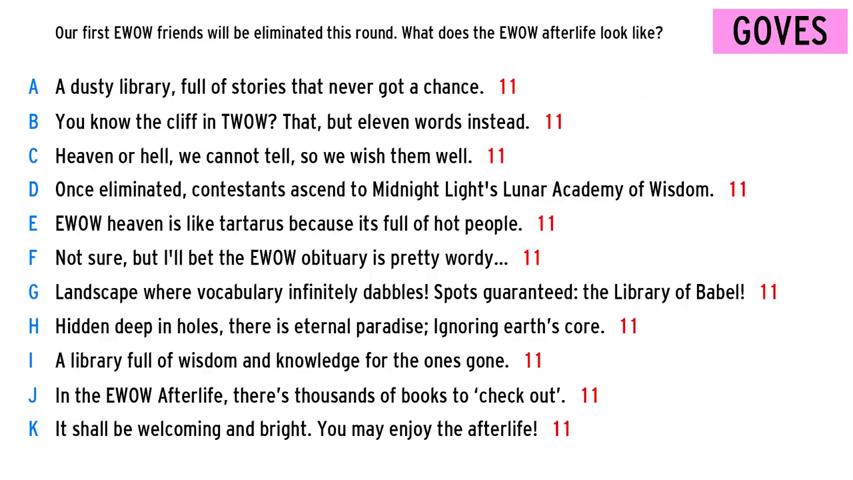 Our first EWOW friends will be eliminated this round. What does the EWOW afterlife look like?
GOVES
A A dusty library, full of stories that never got a chance. 11
B You know the cliff in TWOW? That, but eleven words instead. 11
C Heaven or hell, we cannot tell, so we wish them well. 11
D Once eliminated, contestants ascend to Midnight Light's Lunar Academy of Wisdom. 11
E EWOW heaven is like tartarus because its full of hot people. 11
F Not sure, but I'll bet the EWOW obituary is pretty wordy... 11
G Landscape where vocabulary infinitely dabbles! Spots guaranteed: the Library of Babel! 11
H Hidden deep in holes, there is eternal paradise; Ignoring earth’s core. 11
I A library full of wisdom and knowledge for the ones gone. 11
J In the EWOW Afterlife, there’s thousands of books to ‘check out’. 11
K It shall be welcoming and bright. You may enjoy the afterlife! 11